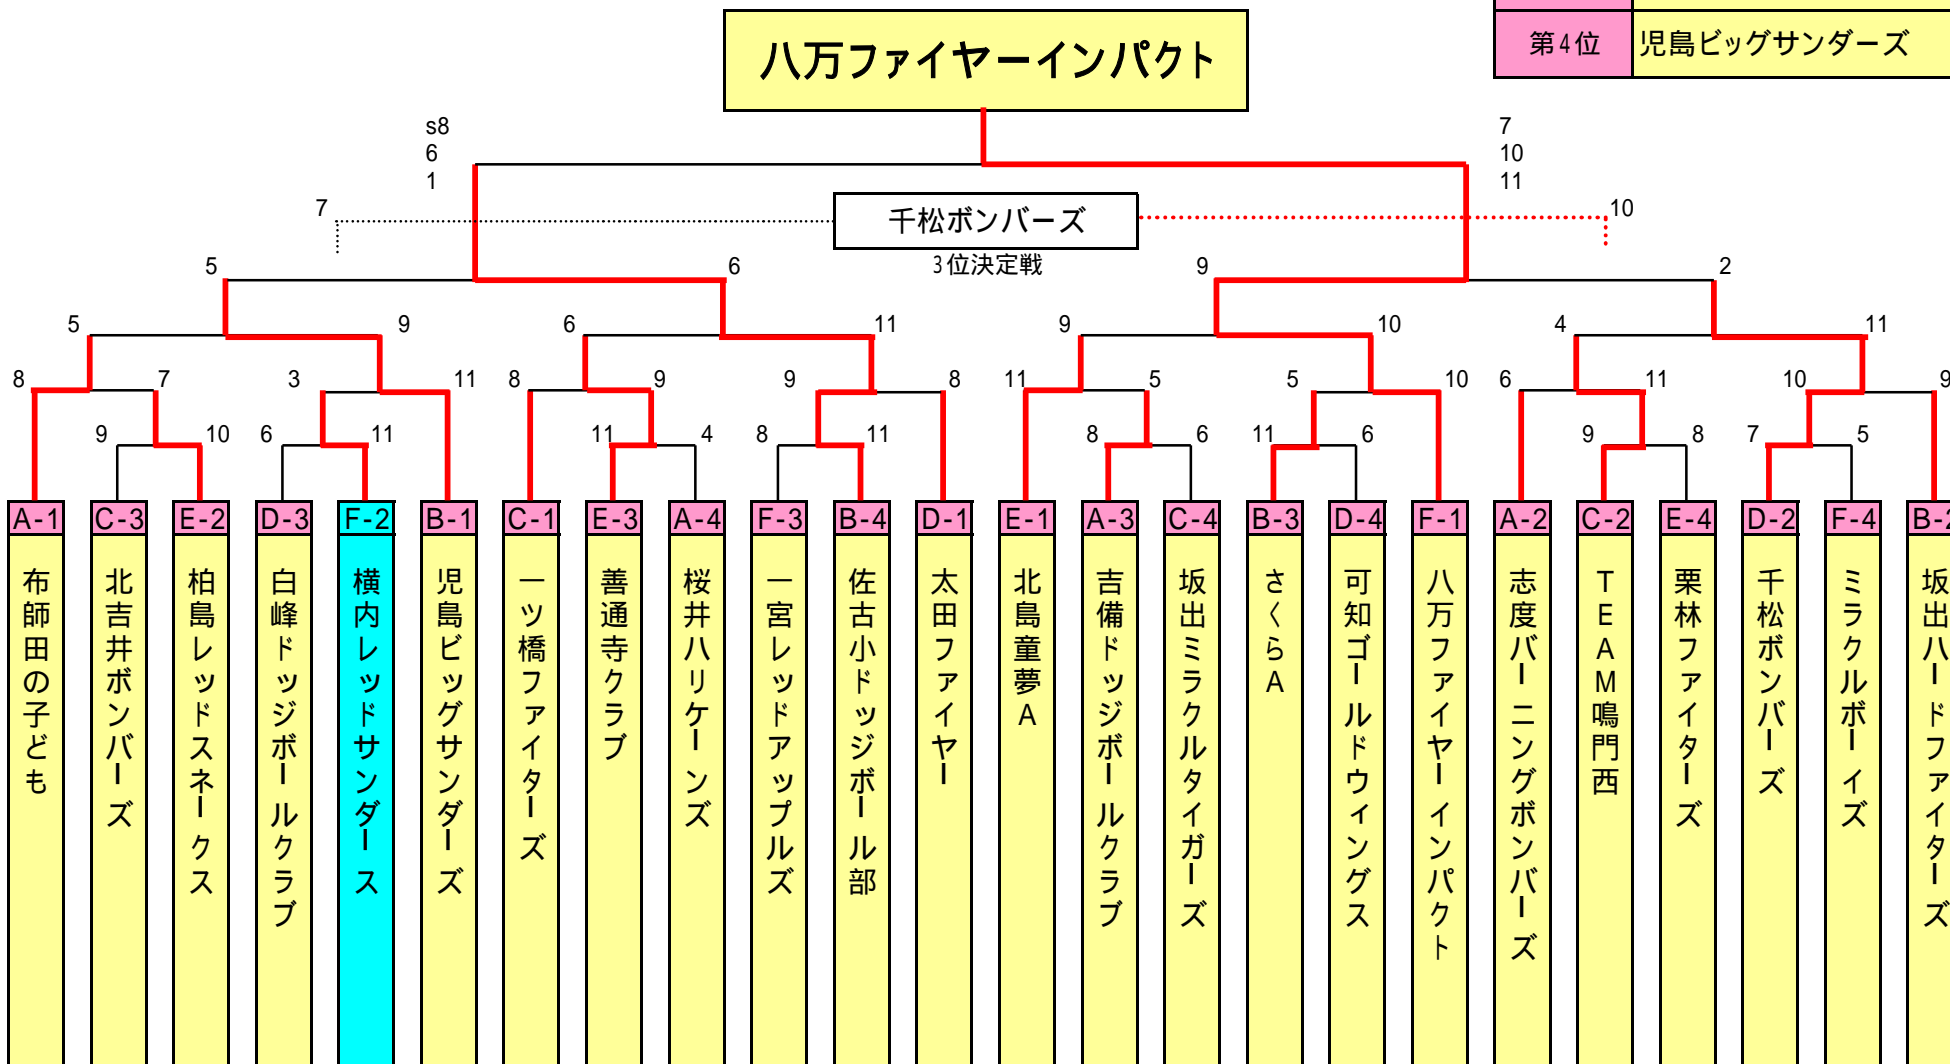 八万ファイヤーインパクト
第4位 児島ビッグサンダーズ
s8 7
6 10
1 11
7 千松ボンバーズ 10
3位決定戦
5 6 9 2
5 9 6 11 9 10 4 11
8 7 3 11 8 9 9 8 11 5 5 10 6 11 10 9
9 10 6 11 11 4 8 11 8 6 11 6 9 8 7 5
A-1 C-3 E-2 D-3 F-2 B-1 C-1 E-3 A-4 F-3 B-4 D-1 E-1 A-3 C-4 B-3 D-4 F-1 A-2 C-2 E-4 D-2 F-4 B-2
布師田の子ども
北吉井ボンバーズ
柏島レッドスネークス
白峰ドッジボールクラブ
横内レッドサンダース
児島ビッグサンダーズ
一ツ橋ファイターズ
善通寺クラブ
桜井ハリケーンズ
一宮レッドアップルズ
佐古小ドッジボール部
太田ファイヤー
北島童夢A
吉備ドッジボールクラブ
坂出ミラクルタイガーズ
さくらA
可知ゴールドウィングス
八万ファイヤーインパクト
志度バーニングボンバーズ
TEAM鳴門西
栗林ファイターズ
千松ボンバーズ
ミラクルボーイズ
坂出ハードファイターズ